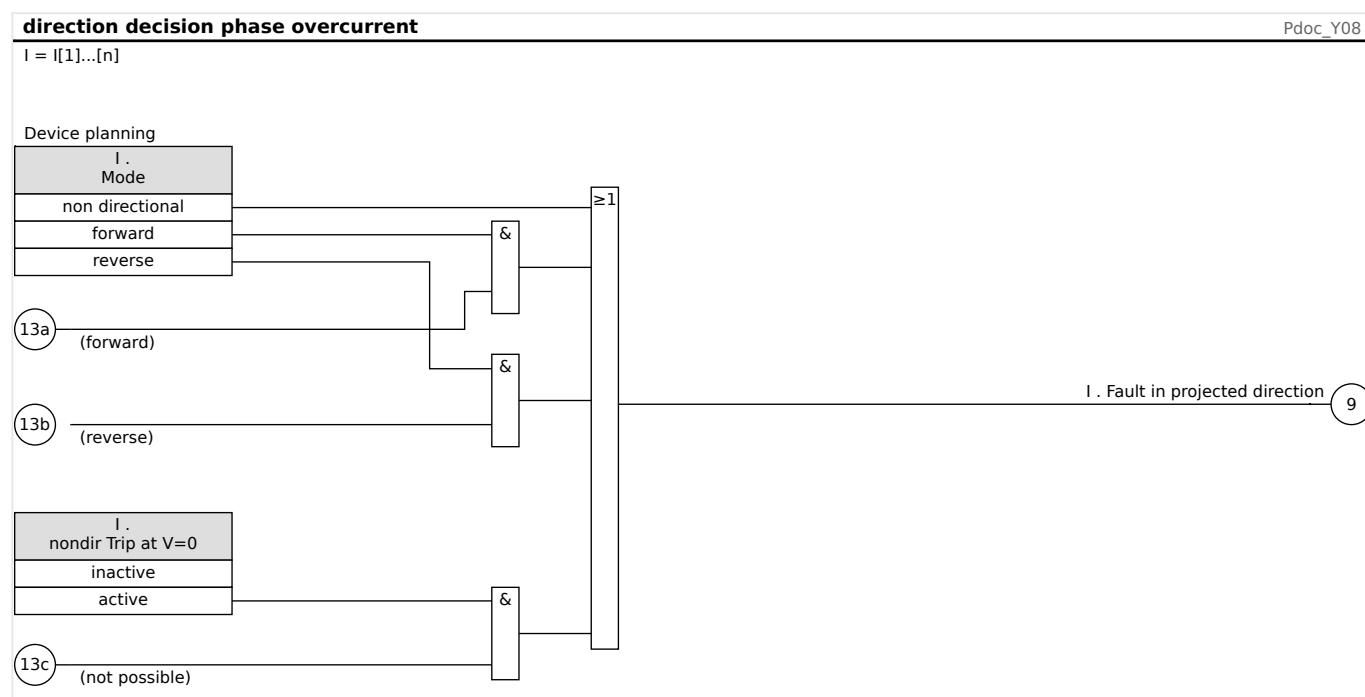 direction decision phase overcurrent
Pdoc_Y08
I = I[1]...[n]
Device planning
I .
Mode
non directional
forward
reverse
≥1
&
13a
(forward)
&
I . Fault in projected direction
9
13b
(reverse)
I .
nondir Trip at V=0
inactive
active
&
13c
(not possible)